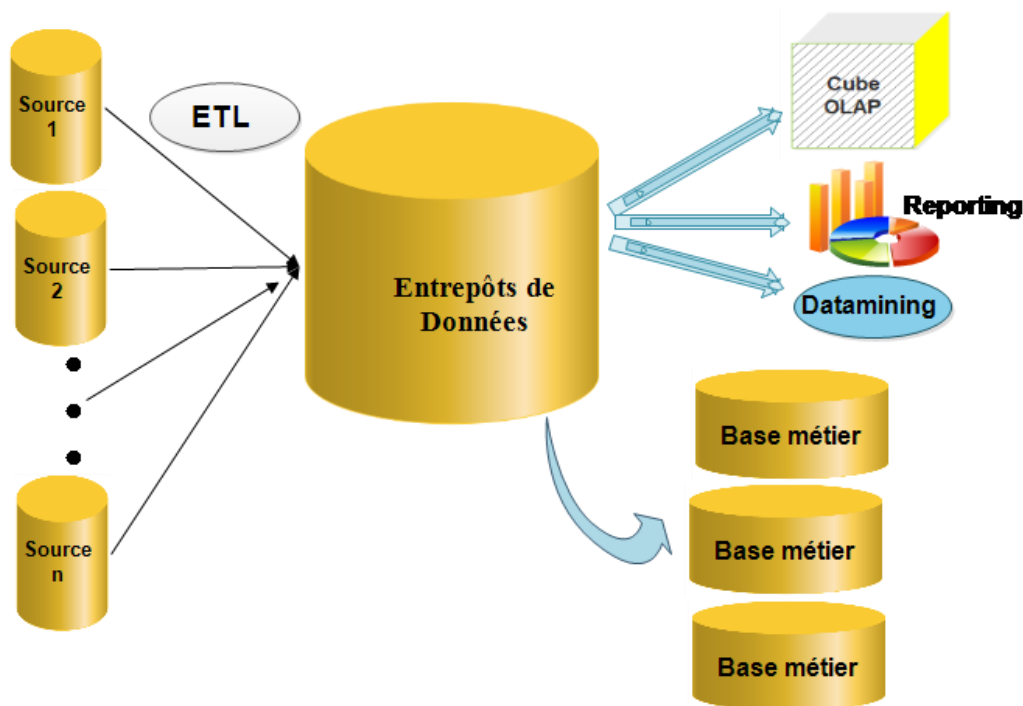 Source
1
ETL
Source
2
Source
n
Entrepôts de
Données
Cube
OLAP
Reporting
Datamining
Base métier
Base métier
Base métier